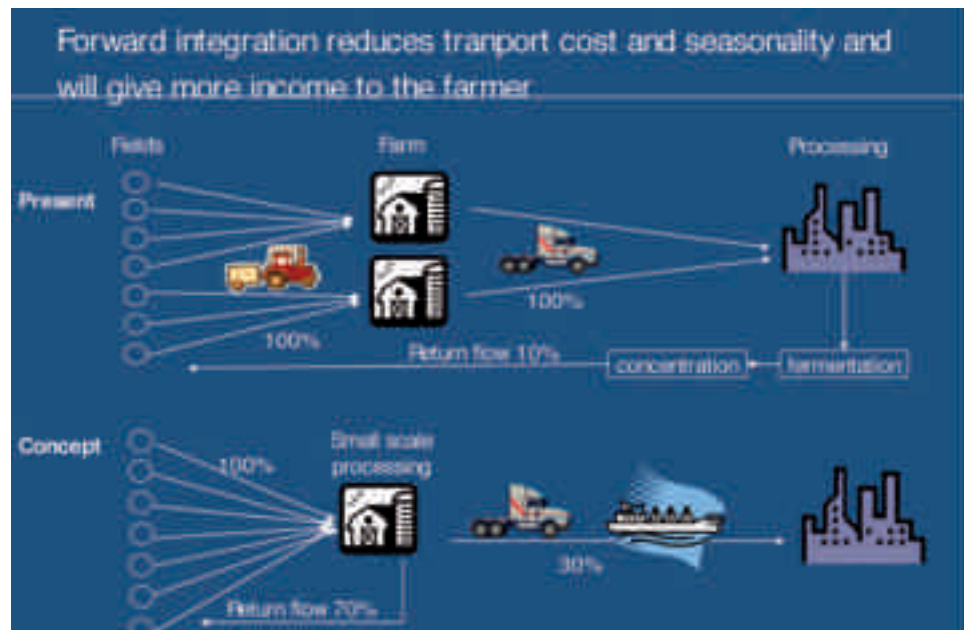 Forward integration reduces tranport cost and seasonality and
will give more income to the farmer
Fields
Farm
Processing
Present
100%
100%
Return flow 10%
concentration
fermentation
Concept
Small scale
processing
100%
30%
Return flow 70%